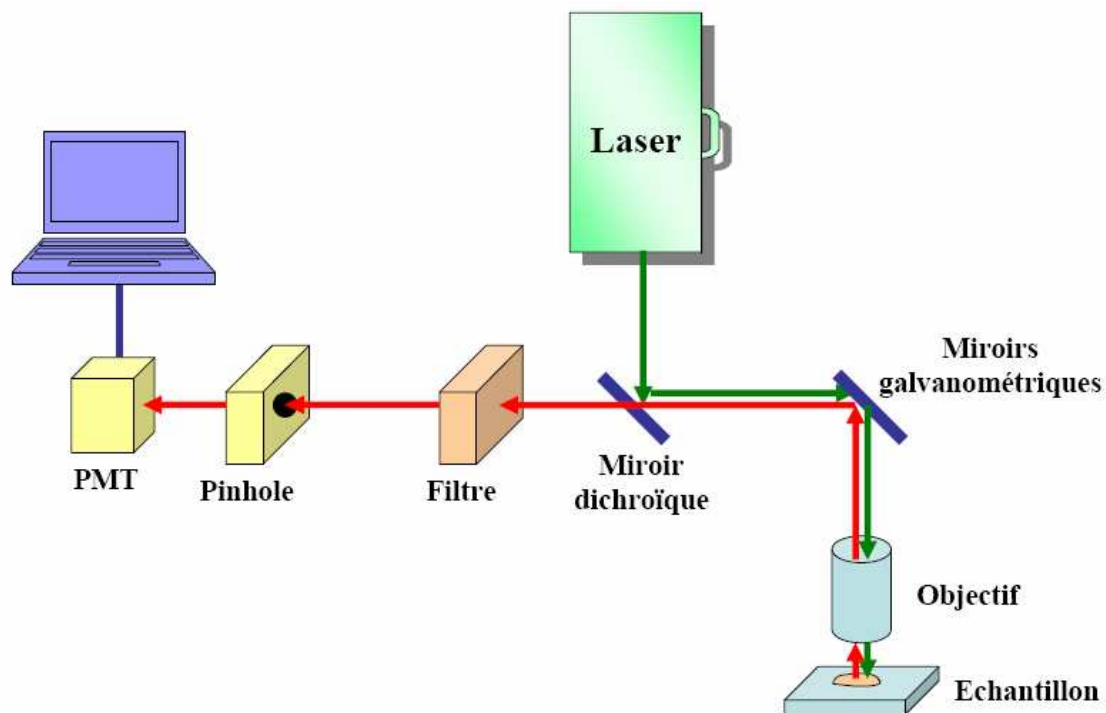 Laser
Miroirs
galvanométriques
PMT
Pinhole
Filtre
Miroir
dichroïque
Objectif
Echantillon